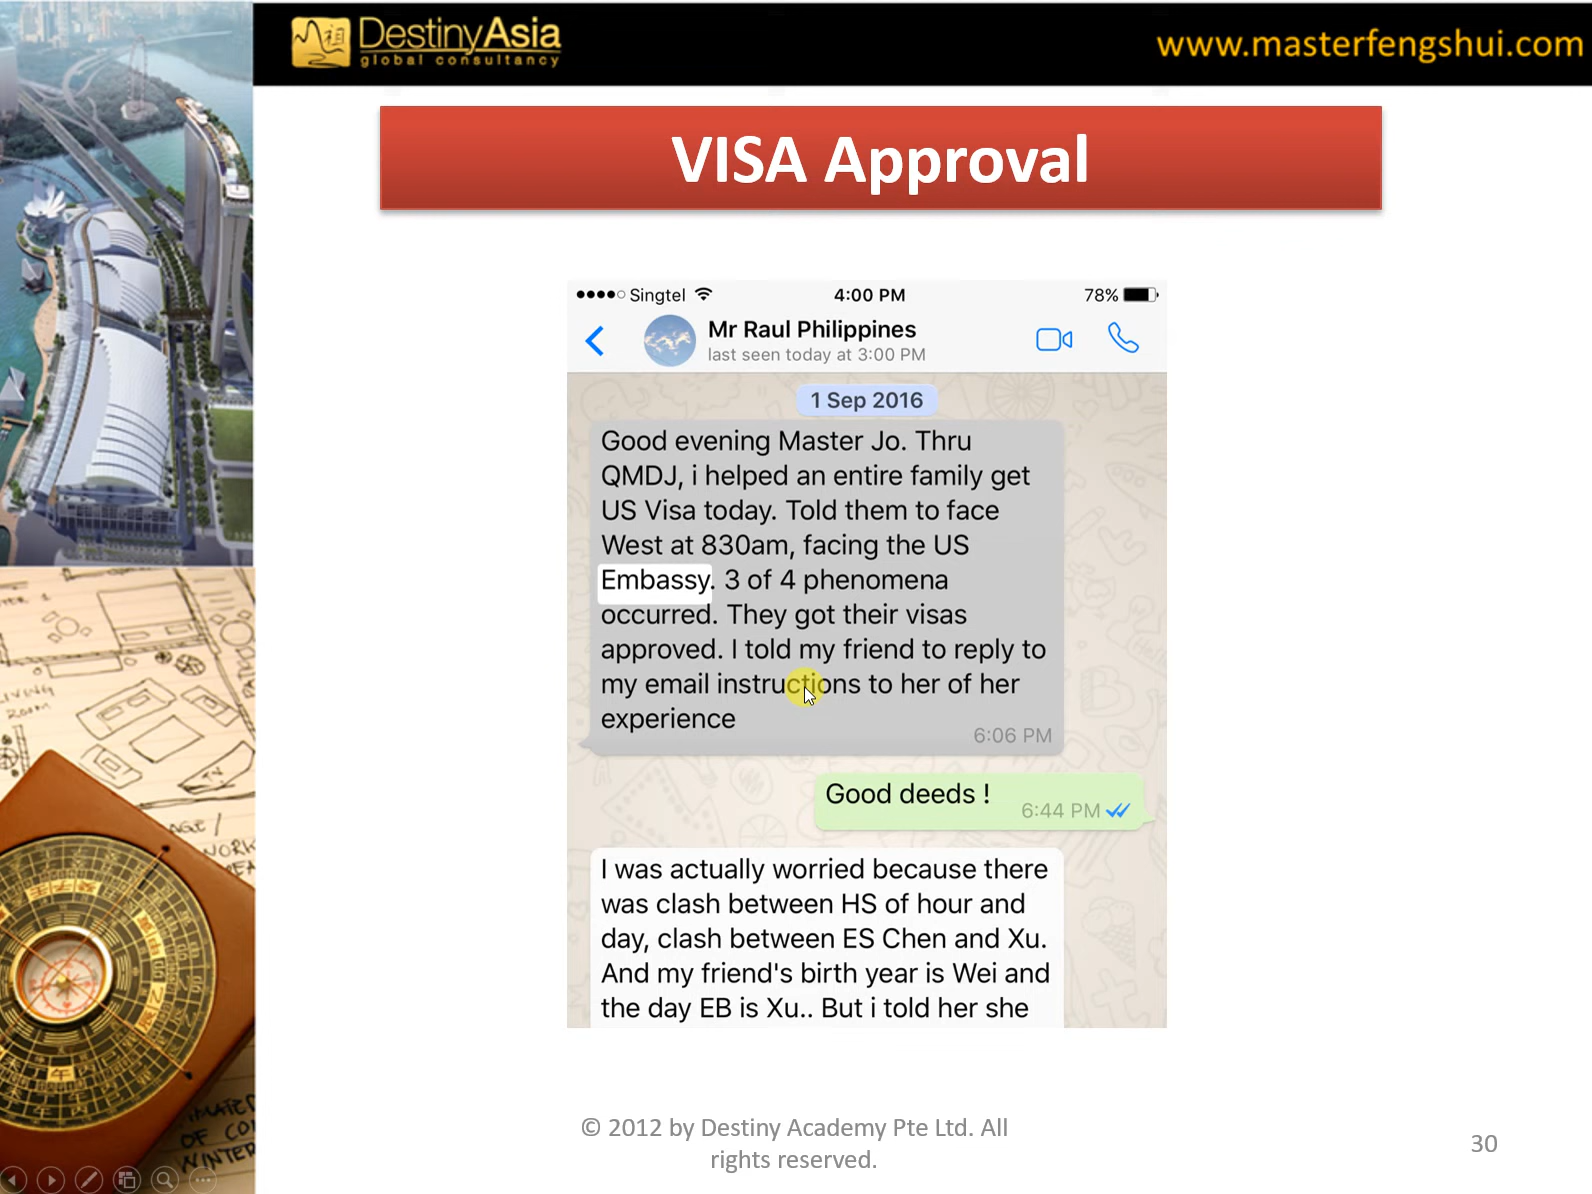 DestinyAsia
global consultancy
www.masterfengshui.com
VISA Approval
Singtel 4:00 PM 78%
Mr Raul Philippines
last seen today at 3:00 PM
1 Sep 2016
Good evening Master Jo. Thru
QMDJ, i helped an entire family get
US Visa today. Told them to face
West at 830am, facing the US
Embassy. 3 of 4 phenomena
occurred. They got their visas
approved. I told my friend to reply to
my email instructions to her of her
experience
6:06 PM
Good deeds !
6:44 PM
I was actually worried because there
was clash between HS of hour and
day, clash between ES Chen and Xu.
And my friend's birth year is Wei and
the day EB is Xu.. But i told her she
LIVING
ROOM
TV
© 2012 by Destiny Academy Pte Ltd. All
rights reserved.
30